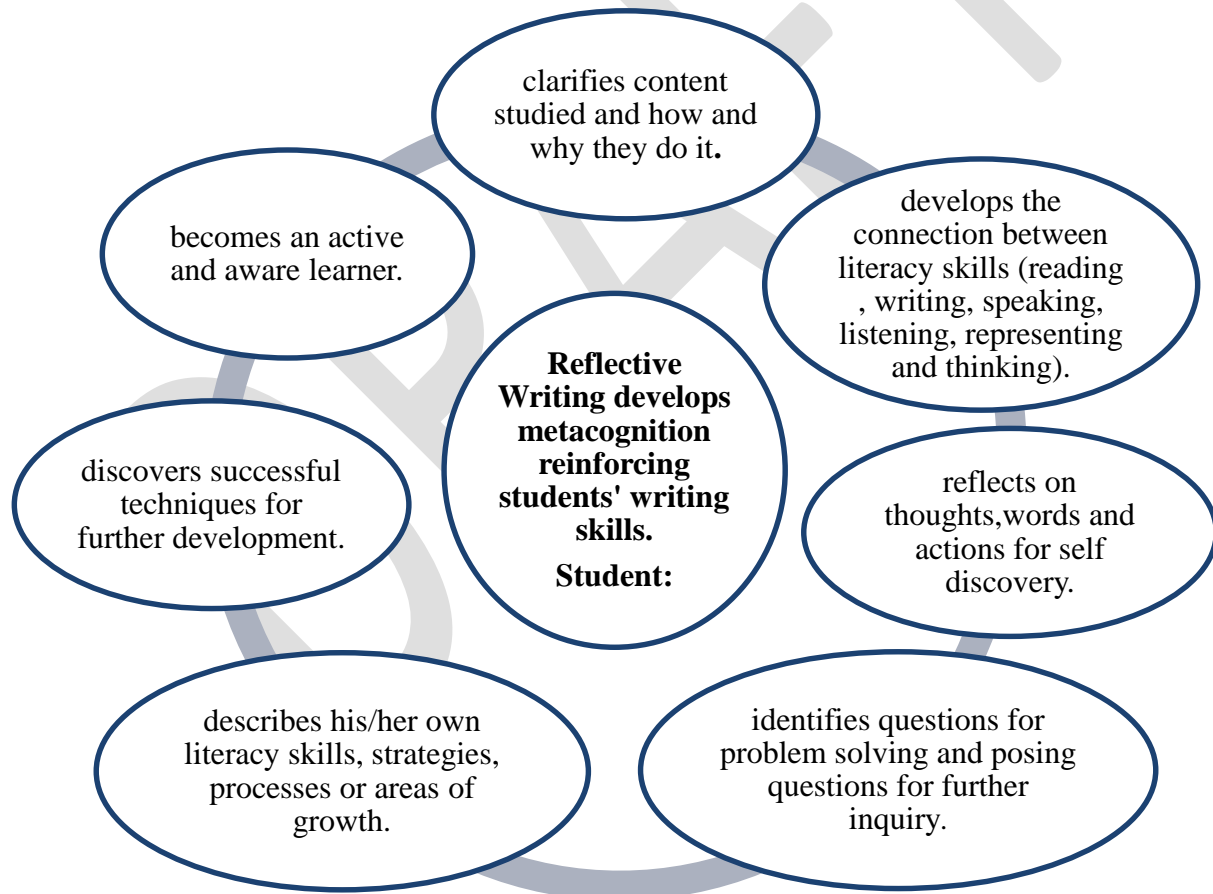 clarifies content
studied and how and
why they do it.
develops the
connection between
literacy skills (reading
, writing, speaking,
listening, representing
and thinking).
reflects on
thoughts,words and
actions for self
discovery.
identifies questions for
problem solving and posing
questions for further
inquiry.
describes his/her own
literacy skills, strategies,
processes or areas of
growth.
discovers successful
techniques for
further development.
becomes an active
and aware learner.
Reflective
Writing develops
metacognition
reinforcing
students' writing
skills.
Student: